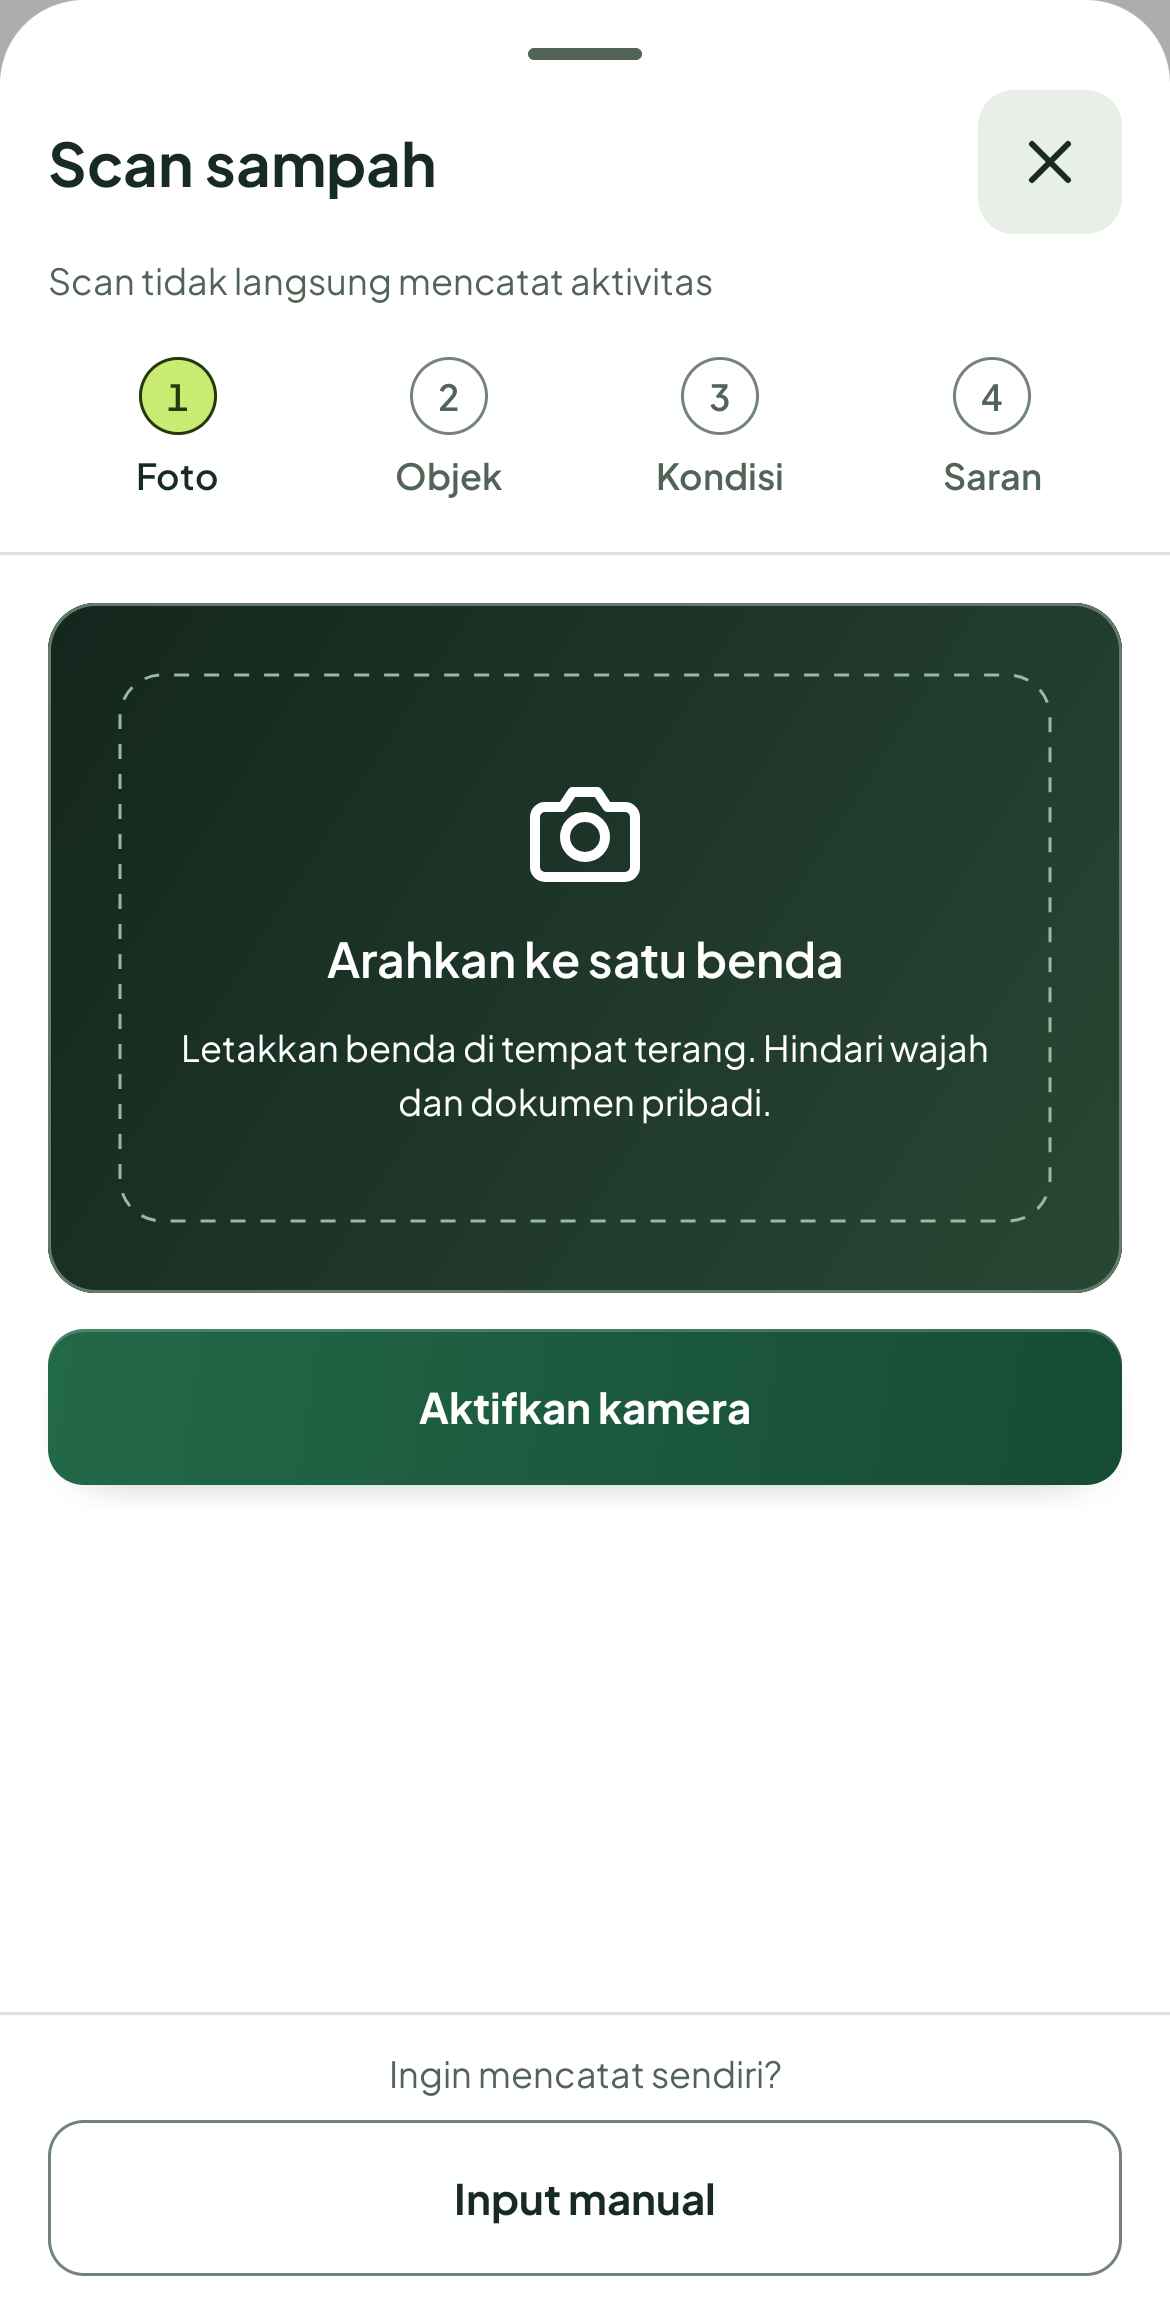 Scan sampah
Scan tidak langsung mencatat aktivitas
1 2 3 4
Foto Objek Kondisi Saran
Arahkan ke satu benda
Letakkan benda di tempat terang. Hindari wajah
dan dokumen pribadi.
Aktifkan kamera
Ingin mencatat sendiri?
Input manual